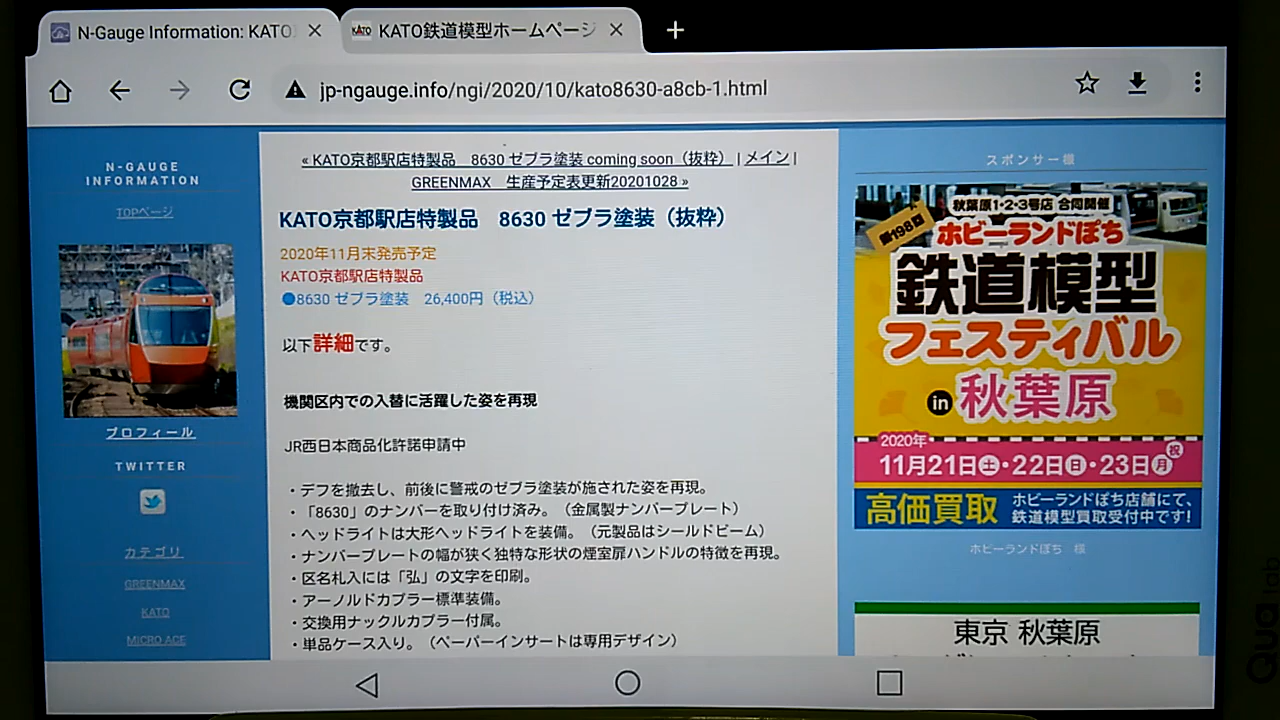 N-Gauge Information: KATO
KATO鉄道模型ホームページ
jp-ngauge.info/ngi/2020/10/kato8630-a8cb-1.html
N-GAUGE
INFORMATION
TOPページ
プロフィール
TWITTER
カテゴリ
GREENMAX
KATO
MICRO ACE
« KATO京都駅店特製品　8630 ゼブラ塗装 coming soon（抜粋） | メイン |
GREENMAX　生産予定表更新20201028 »
KATO京都駅店特製品　8630 ゼブラ塗装（抜粋）
2020年11月末発売予定
KATO京都駅店特製品
●8630 ゼブラ塗装　26,400円（税込）
以下詳細です。
機関区内での入替に活躍した姿を再現
JR西日本商品化許諾申請中
・デフを撤去し、前後に警戒のゼブラ塗装が施された姿を再現。
・「8630」のナンバーを取り付け済み。（金属製ナンバープレート）
・ヘッドライトは大形ヘッドライトを装備。（元製品はシールドビーム）
・ナンバープレートの幅が狭く独特な形状の煙室扉ハンドルの特徴を再現。
・区名札入には「弘」の文字を印刷。
・アーノルドカプラー標準装備。
・交換用ナックルカプラー付属。
・単品ケース入り。（ペーパーインサートは専用デザイン）
スポンサー様
秋葉原1・2・3号店 合同開催
第198回
ホビーランドぽち
鉄道模型
フェスティバル
in 秋葉原
2020年
11月21日土・22日日・23日月祝
高価買取
ホビーランドぽち店舗にて、
鉄道模型買取受付中です!
ホビーランドぽち　様
東京 秋葉原
Qua tab